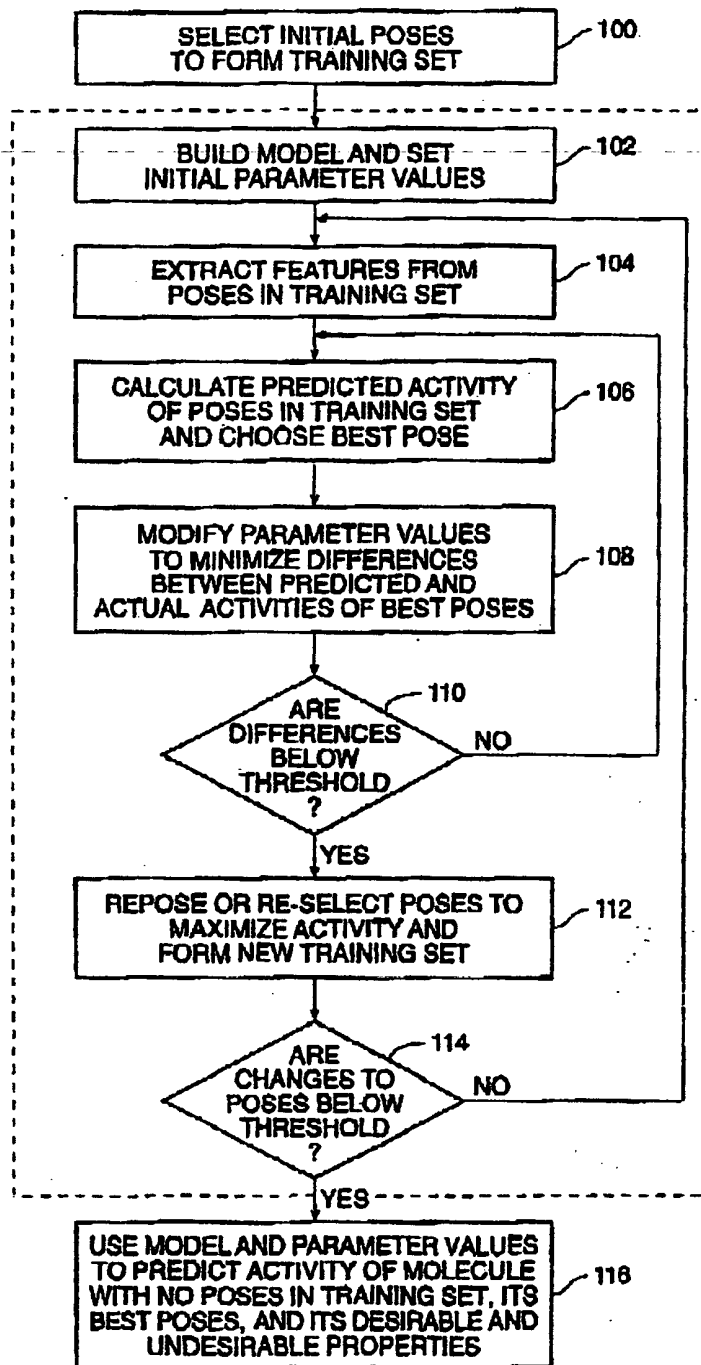 SELECT INITIAL POSES
TO FORM TRAINING SET
100
BUILD MODEL AND SET
INITIAL PARAMETER VALUES
102
EXTRACT FEATURES FROM
POSES IN TRAINING SET
104
CALCULATE PREDICTED ACTIVITY
OF POSES IN TRAINING SET
AND CHOOSE BEST POSE
106
MODIFY PARAMETER VALUES
TO MINIMIZE DIFFERENCES
BETWEEN PREDICTED AND
ACTUAL ACTIVITIES OF BEST POSES
108
110
ARE
DIFFERENCES
BELOW
THRESHOLD
?
NO
YES
REPOSE OR RE-SELECT POSES TO
MAXIMIZE ACTIVITY AND
FORM NEW TRAINING SET
112
114
ARE
CHANGES TO
POSES BELOW
THRESHOLD
?
NO
YES
USE MODEL AND PARAMETER VALUES
TO PREDICT ACTIVITY OF MOLECULE
WITH NO POSES IN TRAINING SET, ITS
BEST POSES, AND ITS DESIRABLE AND
UNDESIRABLE PROPERTIES
116